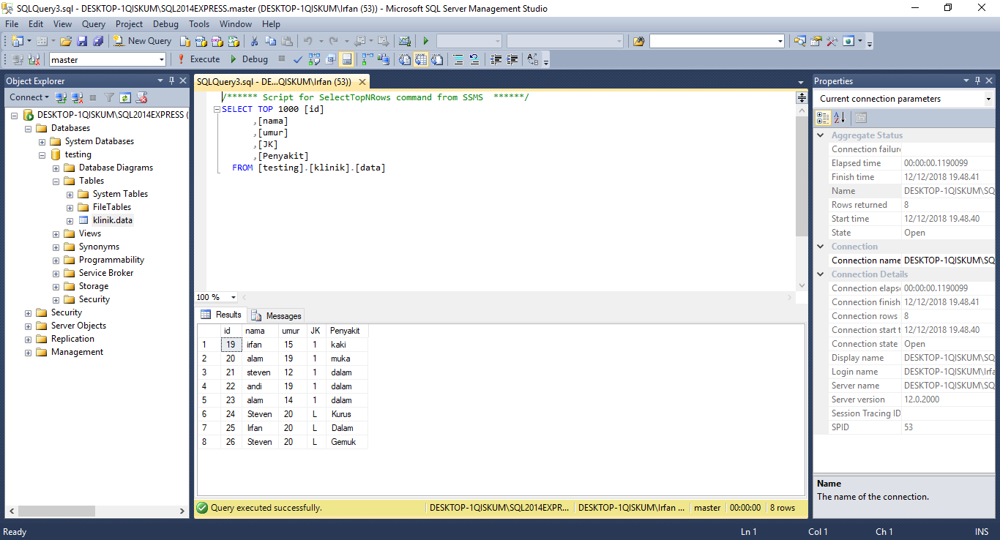 SQLQuery3.sql - DESKTOP-1QISKUM\SQL2014EXPRESS.master (DESKTOP-1QISKUM\Irfan (53)) - Microsoft SQL Server Management Studio
File Edit View Query Project Debug Tools Window Help
New Query
master Execute Debug
Object Explorer
Connect
DESKTOP-1QISKUM\SQL2014EXPRESS (
Databases
System Databases
testing
Database Diagrams
Tables
System Tables
FileTables
klinik.data
Views
Synonyms
Programmability
Service Broker
Storage
Security
Security
Server Objects
Replication
Management
SQLQuery3.sql - DE...QISKUM\Irfan (53))
/****** Script for SelectTopNRows command from SSMS ******/
SELECT TOP 1000 [id]
,[nama]
,[umur]
,[JK]
,[Penyakit]
FROM [testing].[klinik].[data]
100 %
Results Messages
id nama umur JK Penyakit
1 19 irfan 15 1 kaki
2 20 alam 19 1 muka
3 21 steven 12 1 dalam
4 22 andi 19 1 dalam
5 23 alam 14 1 dalam
6 24 Steven 20 L Kurus
7 25 Irfan 20 L Dalam
8 26 Steven 20 L Gemuk
Query executed successfully. DESKTOP-1QISKUM\SQL2014EXPR... DESKTOP-1QISKUM\Irfan ... master 00:00:00 8 rows
Properties
Current connection parameters
Aggregate Status
Connection failure
Elapsed time 00:00:00.1190099
Finish time 12/12/2018 19.48.41
Name DESKTOP-1QISKUM\SQ
Rows returned 8
Start time 12/12/2018 19.48.40
State Open
Connection
Connection name DESKTOP-1QISKUM\SQ
Connection Details
Connection elapse 00:00:00.1190099
Connection finish 12/12/2018 19.48.41
Connection rows 8
Connection start t 12/12/2018 19.48.40
Connection state Open
Display name DESKTOP-1QISKUM\SQ
Login name DESKTOP-1QISKUM\Irfa
Server name DESKTOP-1QISKUM\SQ
Server version 12.0.2000
Session Tracing ID
SPID 53
Name
The name of the connection.
Ready Ln 1 Col 1 Ch 1 INS